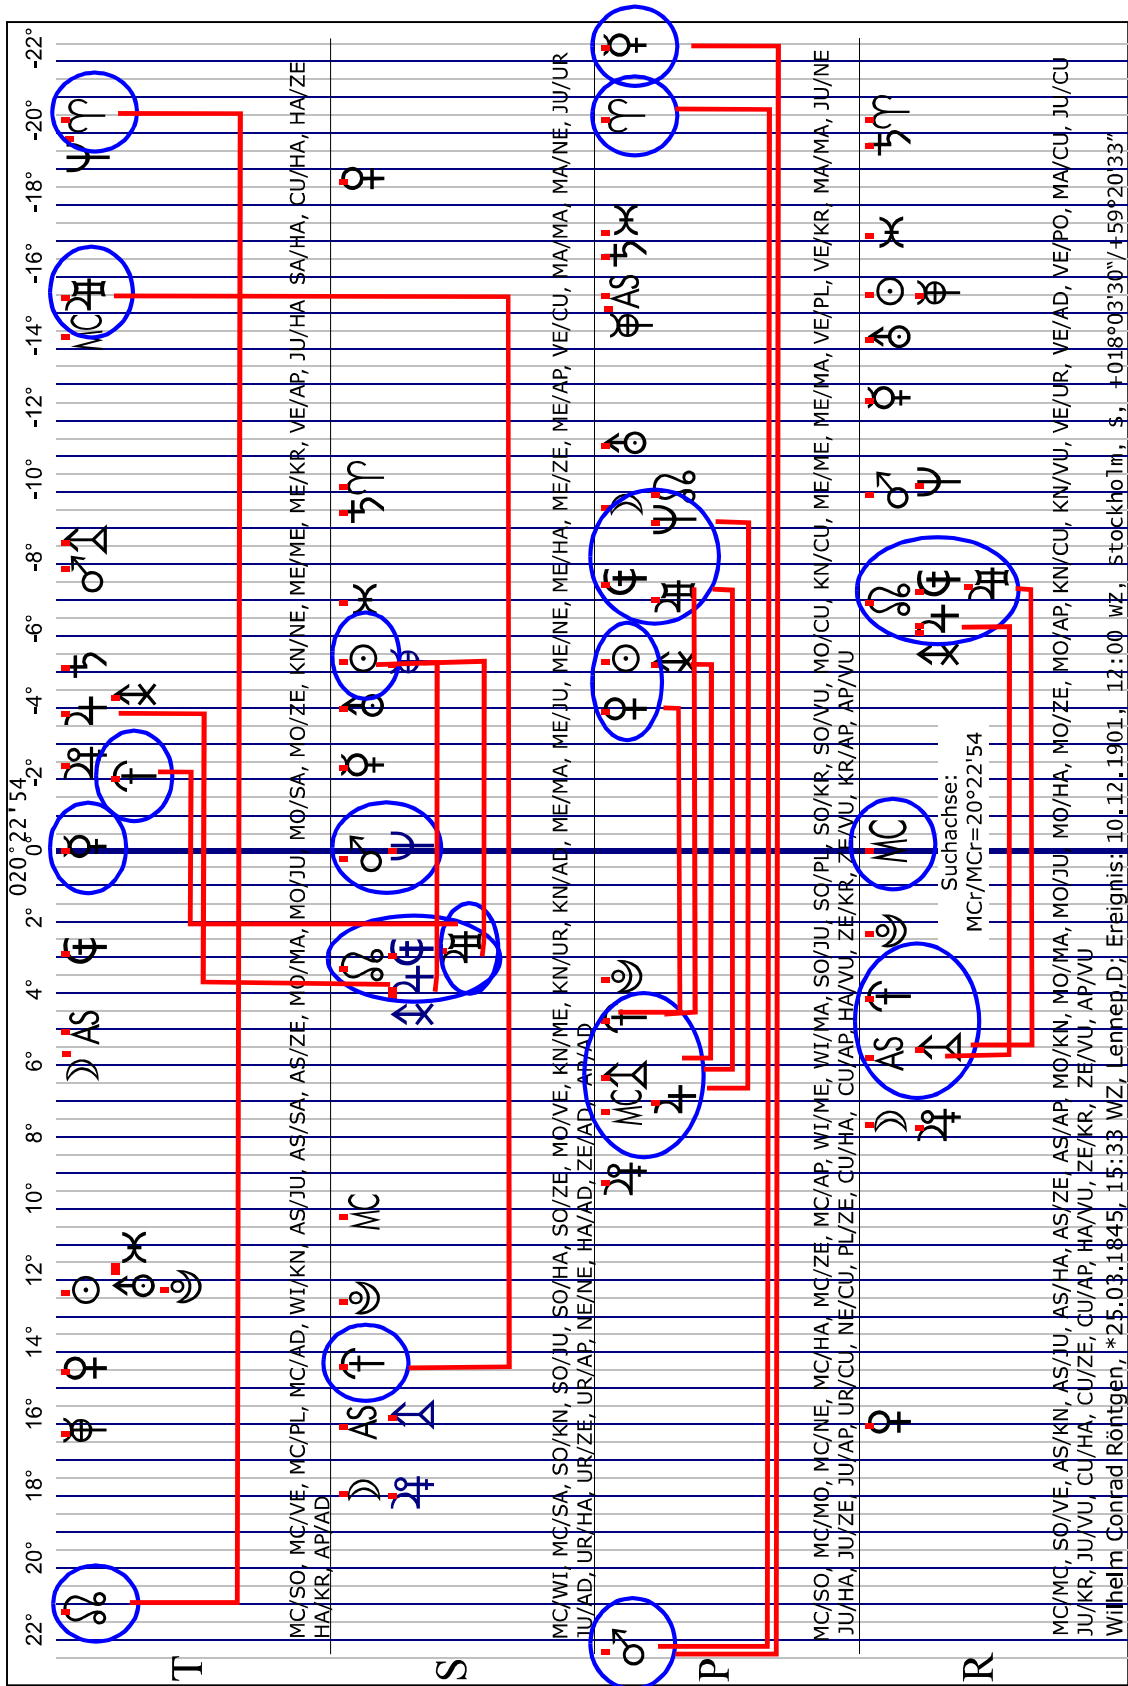 020°22'54
22° 20° 18° 16° 14° 12° 10° 8° 6° 4° 2° 0° -2° -4° -6° -8° -10° -12° -14° -16° -18° -20° -22°
T
AS MC
MC/SO, MC/VE, MC/PL, MC/AD, WI/KN, AS/JU, AS/SA, AS/ZE, MO/MA, MO/JU, MO/SA, MO/ZE, KN/NE, ME/ME, ME/KR, VE/AP, JU/HA SA/HA, CU/HA, HA/ZE
HA/KR, AP/AD
S
AS MC
MC/WI, MC/SA, SO/KN, SO/JU, SO/HA, SO/ZE, MO/VE, KN/ME, KN/UR, KN/AD, ME/MA, ME/JU, ME/NE, ME/HA, ME/ZE, ME/AP, VE/CU, MA/MA, MA/NE, JU/UR
JU/AD, UR/HA, UR/ZE, UR/AP, NE/NE, HA/AD, ZE/AD, AP/AD
P
MC AS
MC/SO, MC/MO, MC/NE, MC/HA, MC/ZE, MC/AP, WI/ME, WI/MA, SO/JU, SO/PL, SO/KR, SO/VU, MO/CU, KN/CU, ME/ME, ME/MA, VE/PL, VE/KR, MA/MA, JU/NE
JU/HA, JU/ZE, JU/AP, UR/CU, NE/CU, PL/ZE, CU/HA, CU/AP, HA/VU, ZE/KR, ZE/VU, KR/AP, AP/VU
R
AS MC
Suchachse:
MCr/MCr=20°22'54
MC/MC, SO/VE, AS/KN, AS/JU, AS/HA, AS/ZE, AS/AP, MO/KN, MO/MA, MO/JU, MO/HA, MO/ZE, MO/AP, KN/CU, KN/VU, VE/UR, VE/AD, VE/PO, MA/CU, JU/CU
JU/KR, JU/VU, CU/HA, CU/ZE, CU/AP, HA/VU, ZE/KR, ZE/VU, AP/VU
Wilhelm Conrad Röntgen, *25.03.1845, 15:33 WZ, Lennep,D; Ereignis: 10.12.1901, 12:00 WZ, Stockholm, S, +018°03'30"/+59°20'33"